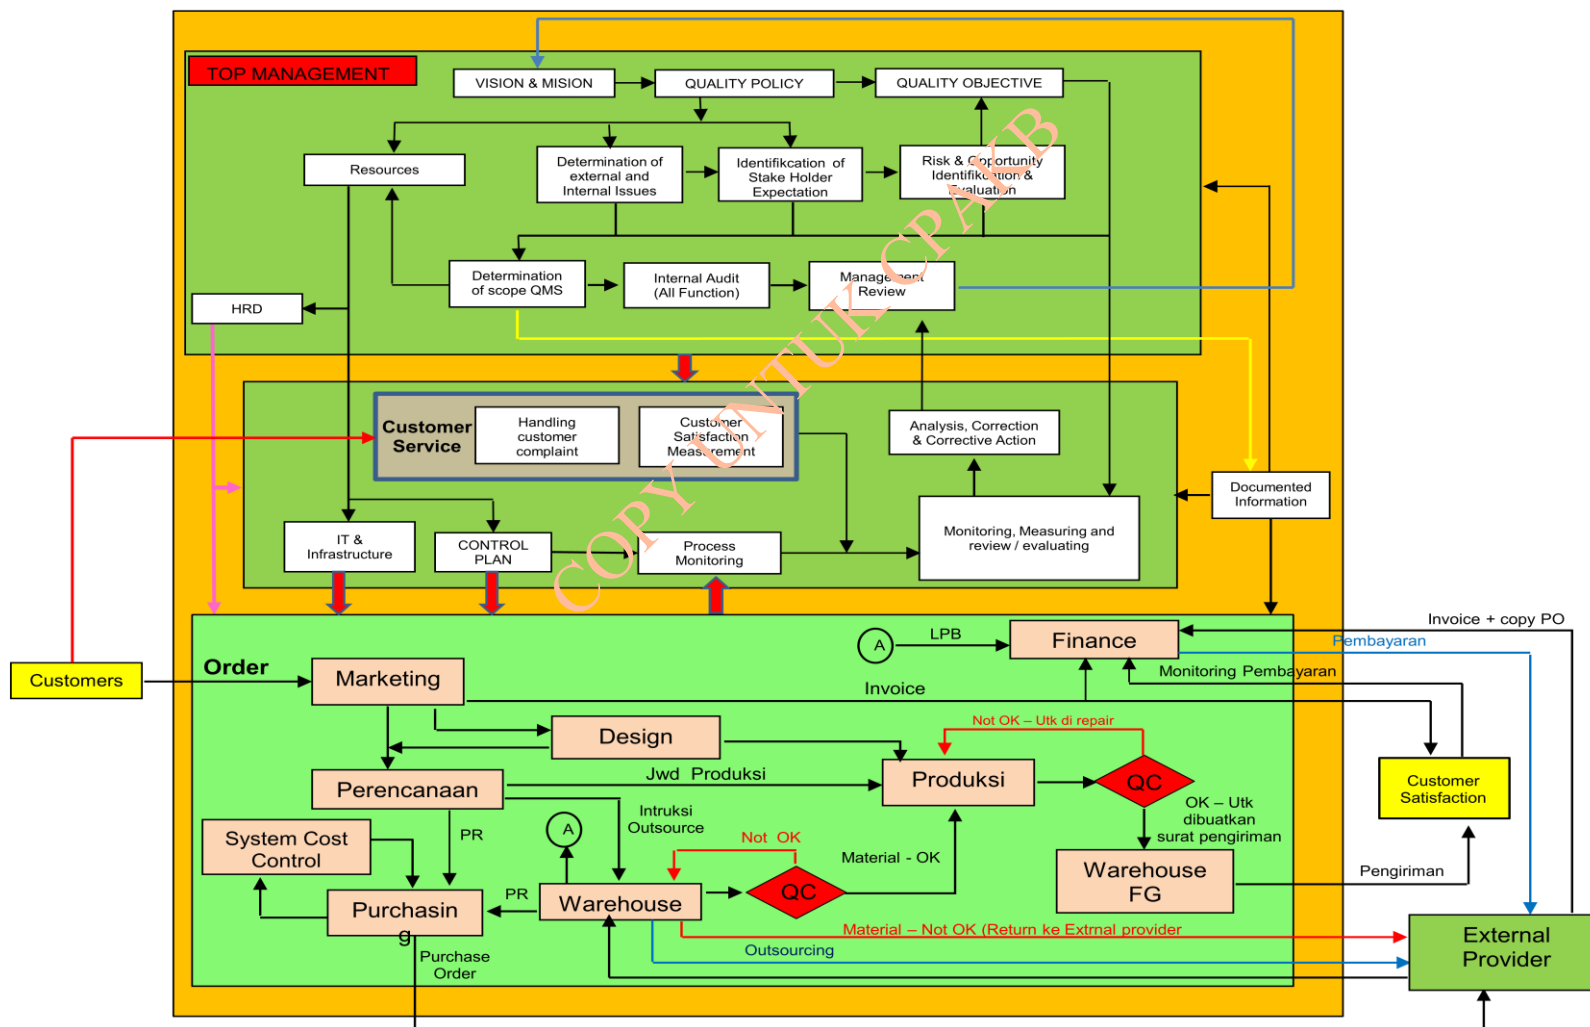 TOP MANAGEMENT
VISION & MISION
QUALITY POLICY
QUALITY OBJECTIVE
Resources
Determination of
external and
Internal Issues
Identifikcation of
Stake Holder
Expectation
Risk & Opportunity
Identifikcation &
Evaluation
Determination
of scope QMS
Internal Audit
(All Function)
Management
Review
HRD
COPY UNTUK CPAKB
Customer
Service
Handling
customer
complaint
Customer
Satisfaction
Measurement
Analysis, Correction
& Corrective Action
Documented
Information
IT &
Infrastructure
CONTROL
PLAN
Process
Monitoring
Monitoring, Measuring and
review / evaluating
Customers
Order
Marketing
A
LPB
Finance
Invoice + copy PO
Pembayaran
Monitoring Pembayaran
Invoice
Design
Not OK – Utk di repair
Produksi
QC
Perencanaan
Jwd Produksi
Customer
Satisfaction
Intruksi
Outsource
OK – Utk
dibuatkan
surat pengiriman
PR
A
System Cost
Control
Not OK
Material - OK
Warehouse
FG
Pengiriman
Purchasin
g
PR
Warehouse
QC
Material – Not OK (Return ke Extrnal provider
Outsourcing
External
Provider
Purchase
Order